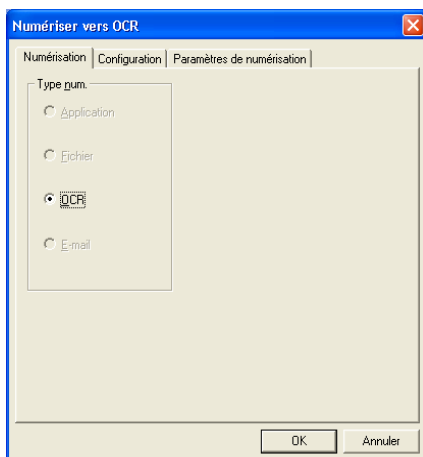 Numériser vers OCR
Numérisation Configuration Paramètres de numérisation
Type num.
Application
Fichier
OCR
E-mail
OK Annuler